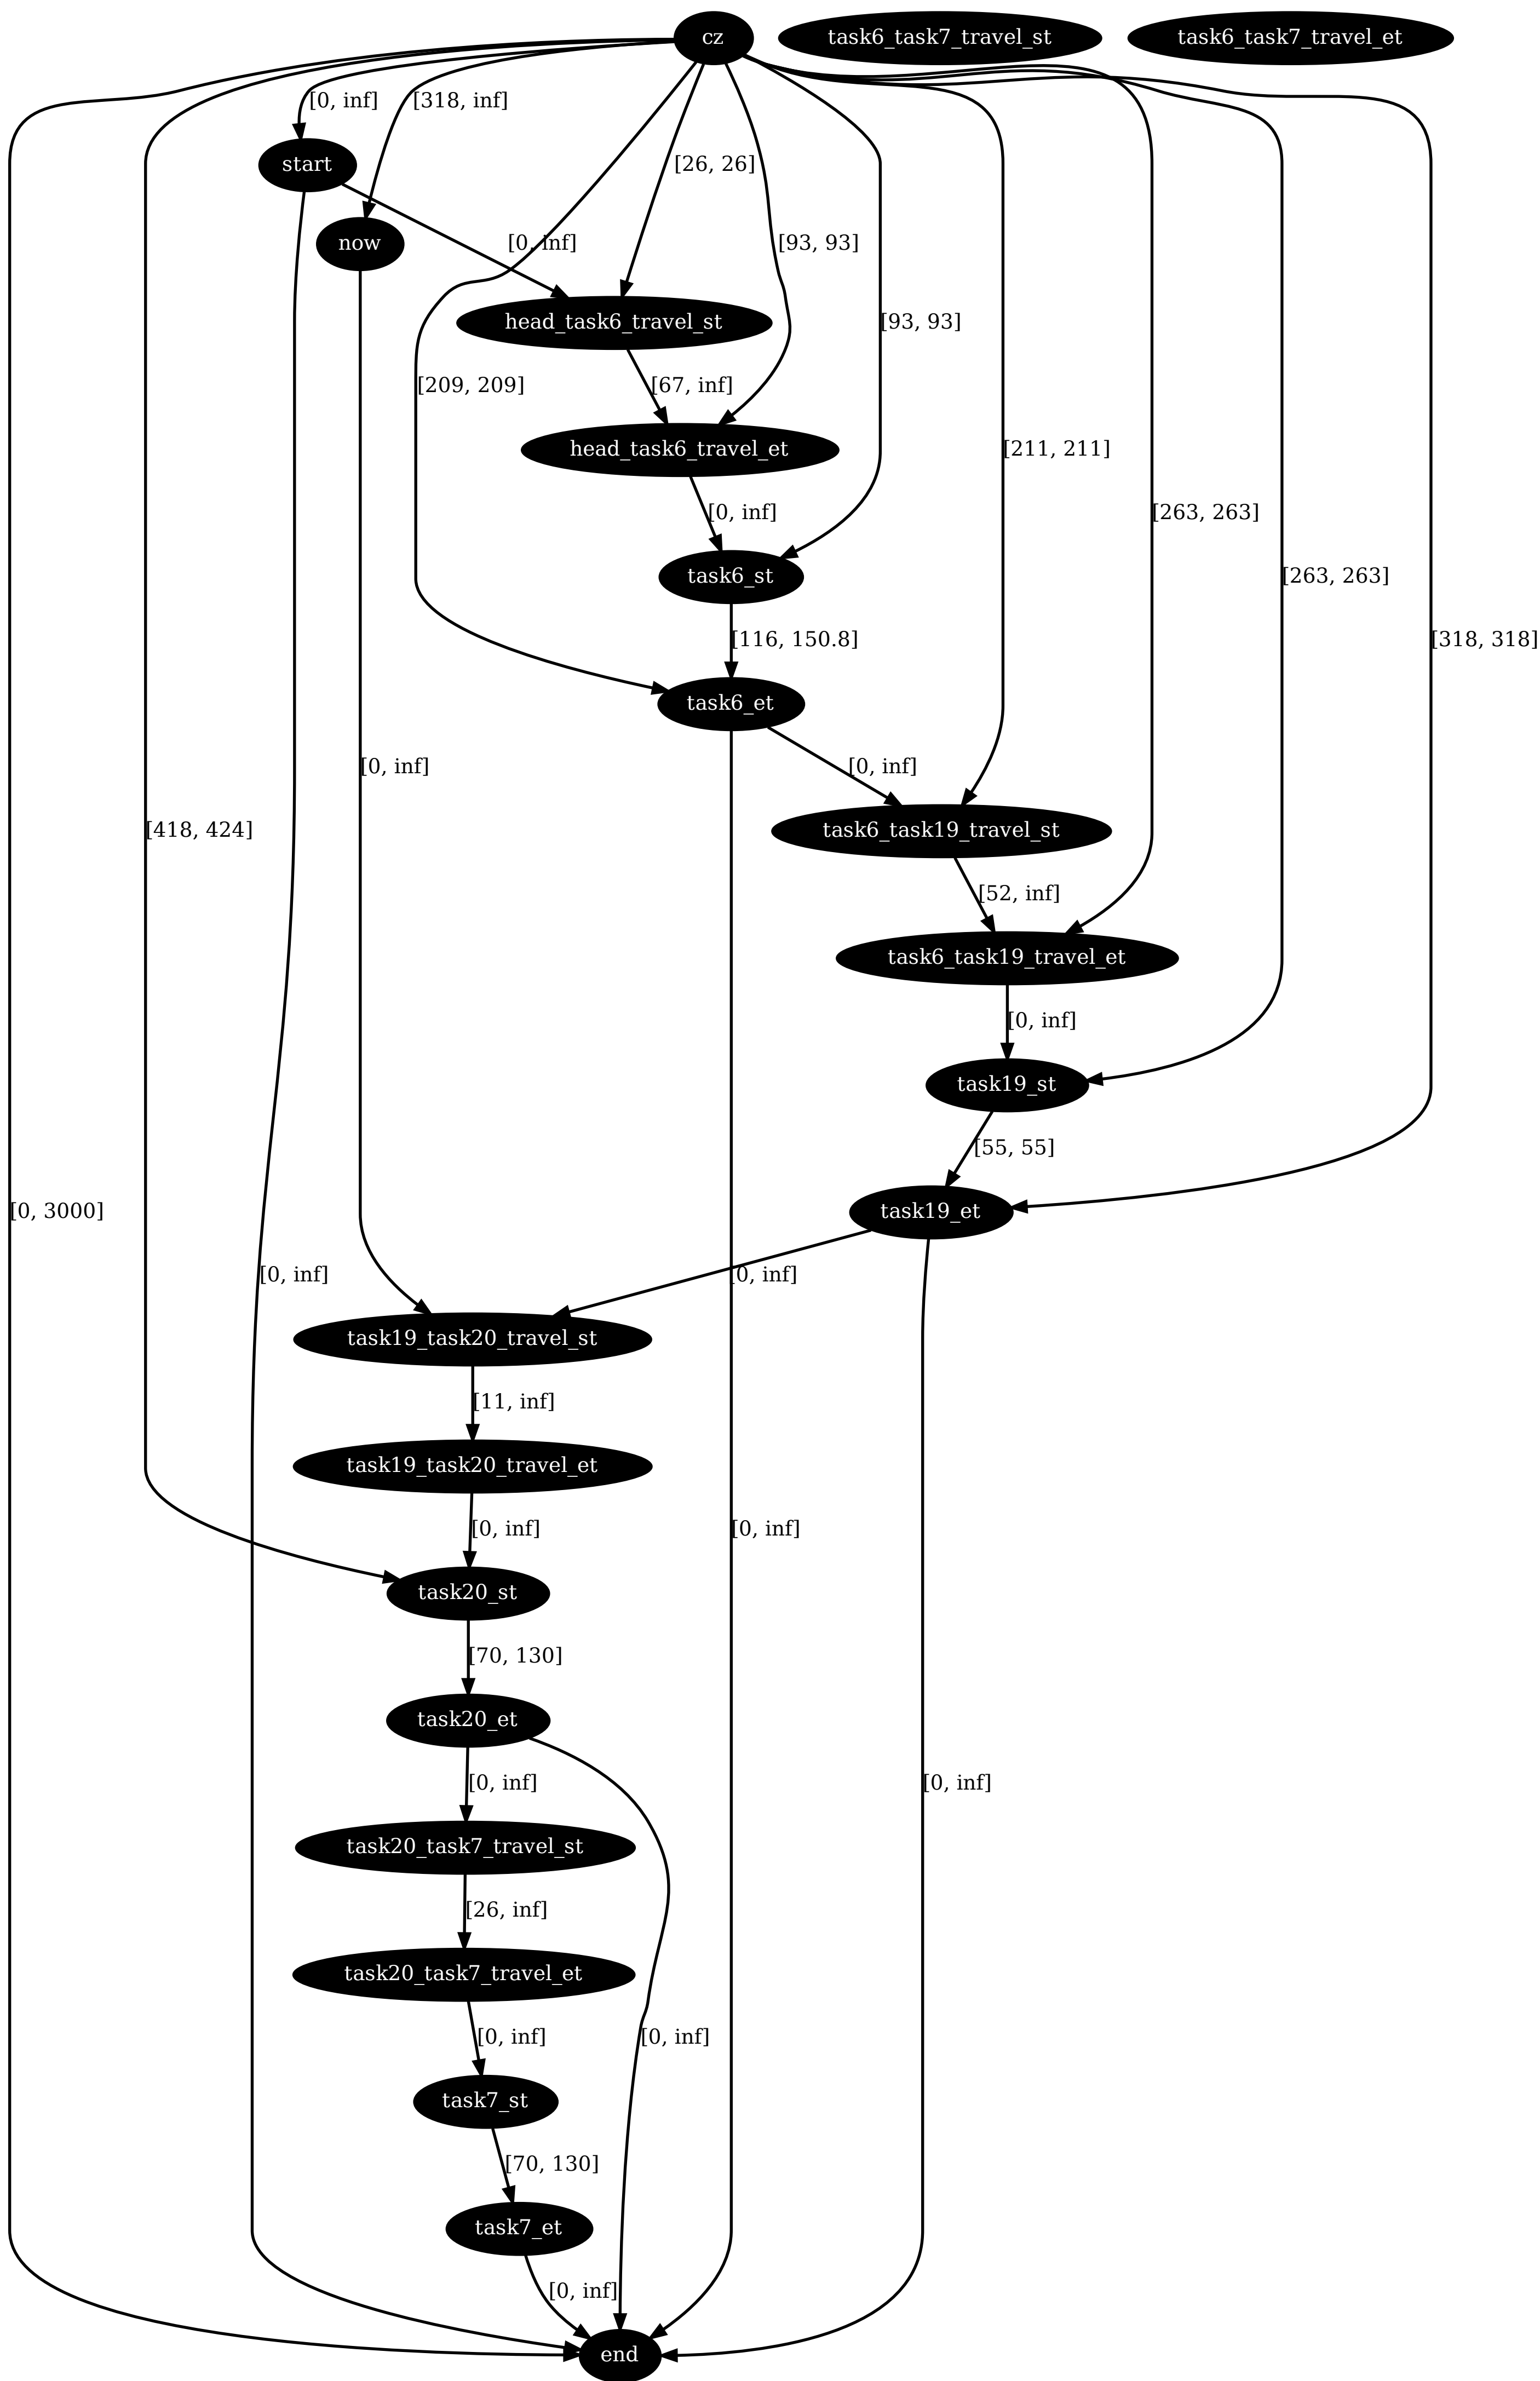 cz
task6_task7_travel_st
task6_task7_travel_et
[0, inf]
[318, inf]
start
[26, 26]
now
[0, inf]
[93, 93]
head_task6_travel_st
[93, 93]
[209, 209]
[67, inf]
head_task6_travel_et
[211, 211]
[0, inf]
[263, 263]
task6_st
[263, 263]
[116, 150.8]
[318, 318]
task6_et
[0, inf]
[0, inf]
[418, 424]
task6_task19_travel_st
[52, inf]
task6_task19_travel_et
[0, inf]
task19_st
[55, 55]
[0, 3000]
task19_et
[0, inf]
[0, inf]
task19_task20_travel_st
[11, inf]
task19_task20_travel_et
[0, inf]
[0, inf]
task20_st
[70, 130]
task20_et
[0, inf]
[0, inf]
task20_task7_travel_st
[26, inf]
task20_task7_travel_et
[0, inf]
[0, inf]
task7_st
[70, 130]
task7_et
[0, inf]
end